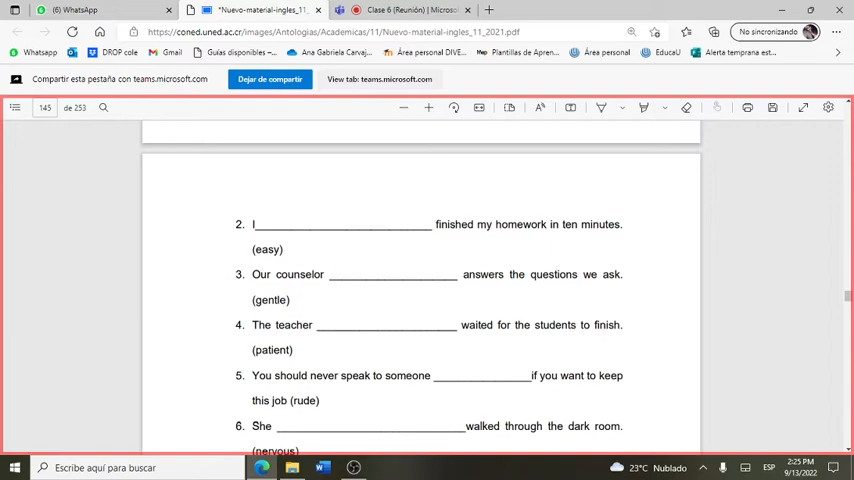 (6) WhatsApp
*Nuevo-material-ingles_11_
Clase 6 (Reunión) | Microsof
https://coned.uned.ac.cr/images/Antologias/Academicas/11/Nuevo-material-ingles_11_2021.pdf
No sincronizando
Whatsapp
DROP cole
Gmail
Guías disponibles –...
Ana Gabriela Carvaj...
Área personal DIVE...
Plantillas de Apren...
Área personal
EducaU
Alerta temprana est...
Compartir esta pestaña con teams.microsoft.com
Dejar de compartir
View tab: teams.microsoft.com
145 de 253
2. I______________________________ finished my homework in ten minutes.
(easy)
3. Our counselor ______________________ answers the questions we ask.
(gentle)
4. The teacher ________________________ waited for the students to finish.
(patient)
5. You should never speak to someone ________________if you want to keep
this job (rude)
6. She ________________________________walked through the dark room.
(nervous)
Escribe aquí para buscar
23°C Nublado
ESP
2:25 PM
9/13/2022